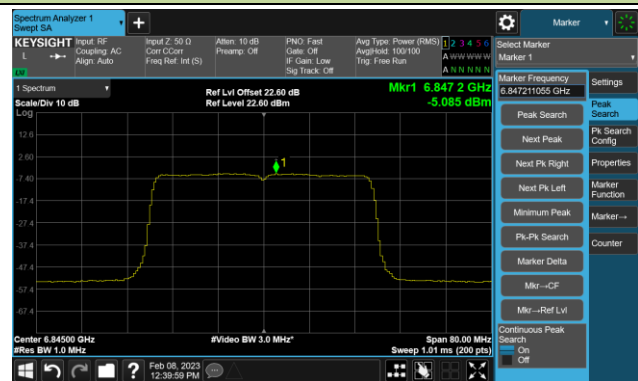 Spectrum Analyzer 1
Swept SA
+
Marker
KEYSIGHT
L
LU
Input: RF
Coupling: AC
Align: Auto
Input Z: 50 Ω
Corr CCorr
Freq Ref: Int (S)
Atten: 10 dB
Preamp: Off
PNO: Fast
Gate: Off
IF Gain: Low
Sig Track: Off
Avg Type: Power (RMS)
Avg|Hold: 100/100
Trig: Free Run
1 2 3 4 5 6
A W W W W W
A N N N N N
Select Marker
Marker 1
1 Spectrum
Scale/Div 10 dB
Log
Ref Lvl Offset 22.60 dB
Ref Level 22.60 dBm
Mkr1 6.847 2 GHz
-5.085 dBm
12.6
2.60
-7.40
-17.4
-27.4
-37.4
-47.4
-57.4
-67.4
1
Center 6.84500 GHz
#Res BW 1.0 MHz
#Video BW 3.0 MHz*
Span 80.00 MHz
Sweep 1.01 ms (200 pts)
Marker Frequency
6.847211055 GHz
Peak Search
Next Peak
Next Pk Right
Next Pk Left
Minimum Peak
Pk-Pk Search
Marker Delta
Mkr→CF
Mkr→Ref Lvl
Continuous Peak
Search
On
Off
Settings
Peak
Search
Pk Search
Config
Properties
Marker
Function
Marker→
Counter
?
Feb 08, 2023
12:39:59 PM